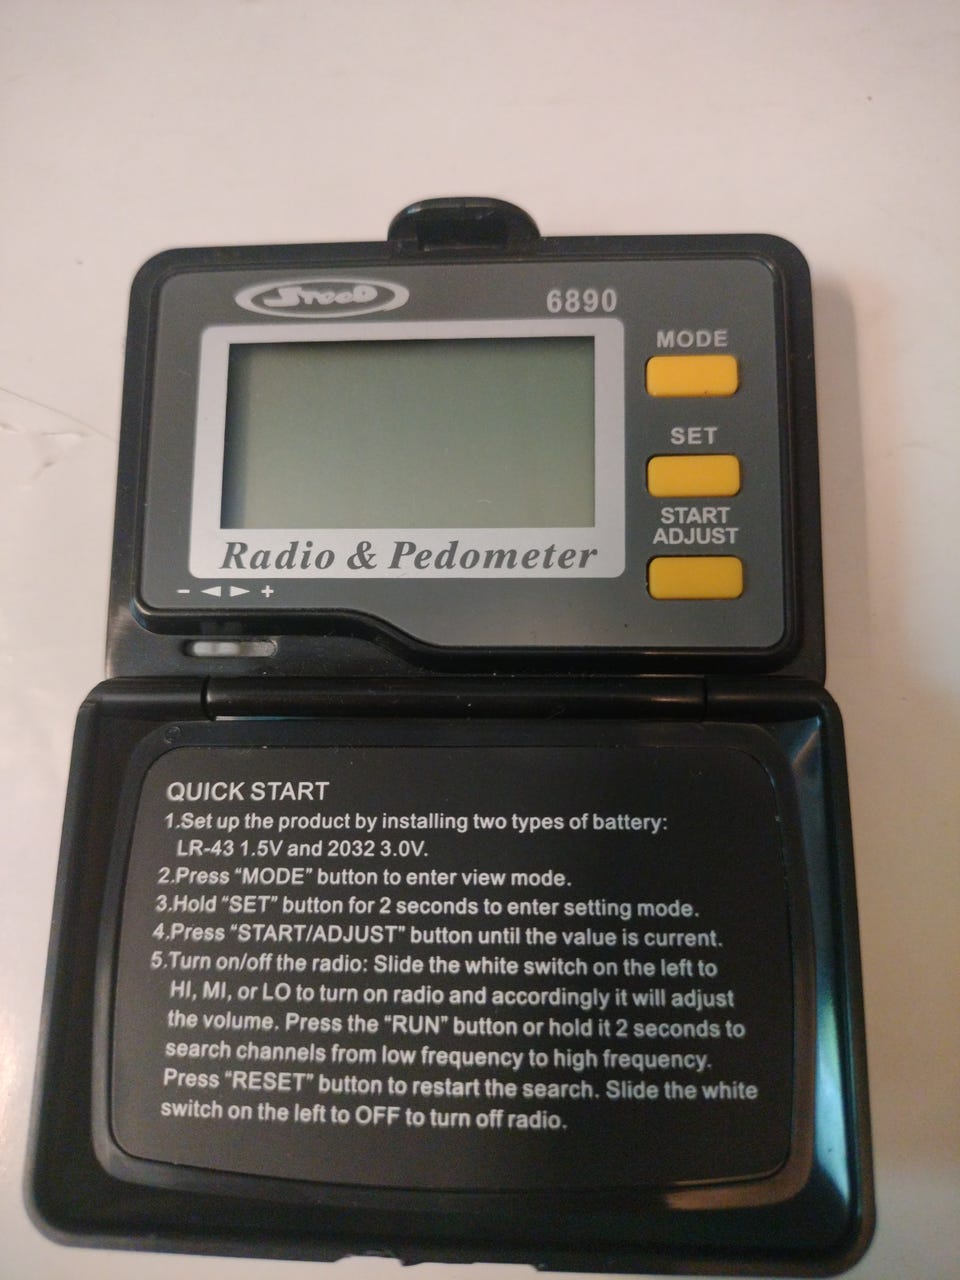 STEED
6890
MODE
SET
START
ADJUST
Radio & Pedometer
- ◄ ► +
QUICK START
1.Set up the product by installing two types of battery:
LR-43 1.5V and 2032 3.0V.
2.Press “MODE” button to enter view mode.
3.Hold “SET” button for 2 seconds to enter setting mode.
4.Press “START/ADJUST” button until the value is current.
5.Turn on/off the radio: Slide the white switch on the left to
HI, MI, or LO to turn on radio and accordingly it will adjust
the volume. Press the “RUN” button or hold it 2 seconds to
search channels from low frequency to high frequency.
Press “RESET” button to restart the search. Slide the white
switch on the left to OFF to turn off radio.